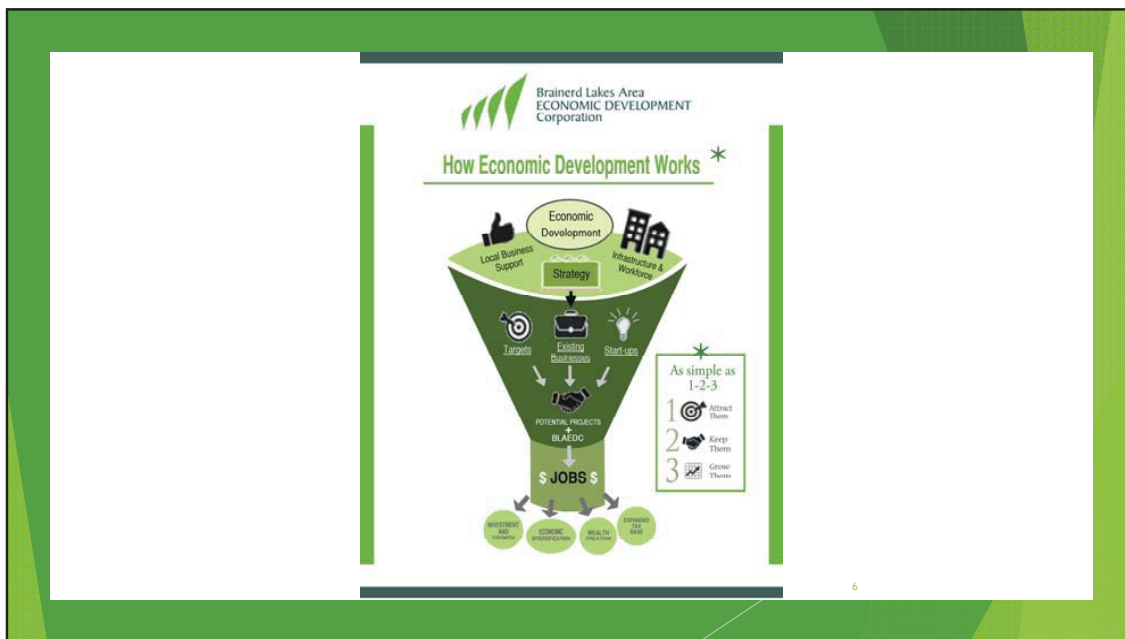 Brainerd Lakes Area
ECONOMIC DEVELOPMENT
Corporation
How Economic Development Works
Economic
Development
Local Business
Support
Infrastructure &
Workforce
Strategy
Targets
Existing
Businesses
Start-ups
POTENTIAL PROJECTS
+
BLAEDC
$ JOBS $
INVESTMENT
AND
GROWTH
ECONOMIC
DIVERSIFICATION
WEALTH
CREATION
EXPANDED
TAX
BASE
As simple as
1-2-3
1 Attract
Them
2 Keep
Them
3 Grow
Them
6